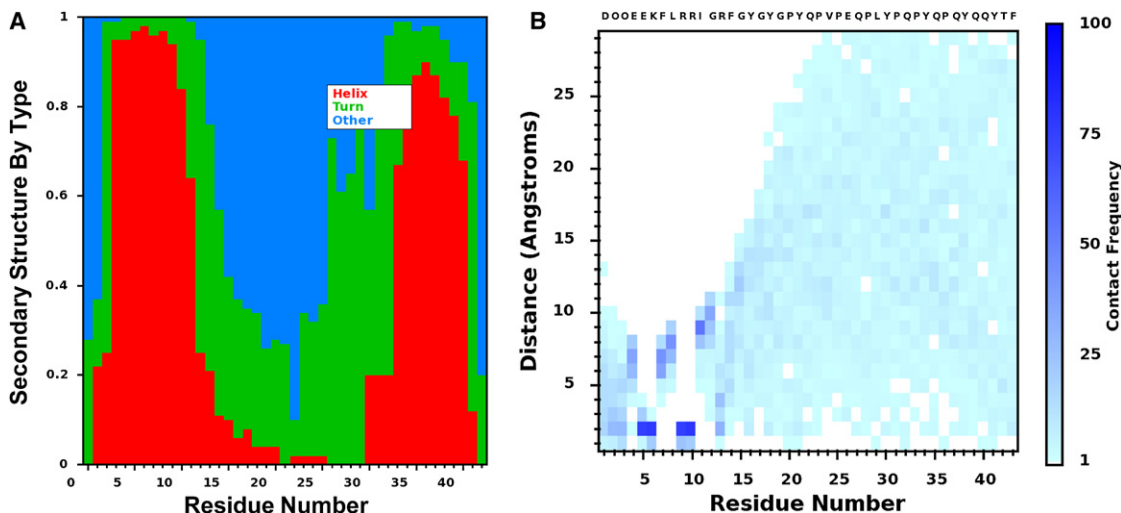 A
Secondary Structure By Type
1
0.8
0.6
0.4
0.2
0
Helix
Turn
Other
0 5 10 15 20 25 30 35 40
Residue Number
B
D O O E E K F L R R I G R F G Y G Y G P Y Q P V P E Q P L Y P Q P Y Q P Q Y Q Q Y T F
Distance (Angstroms)
25
20
15
10
5
5 10 15 20 25 30 35 40
Residue Number
100
75
50
25
1
Contact Frequency